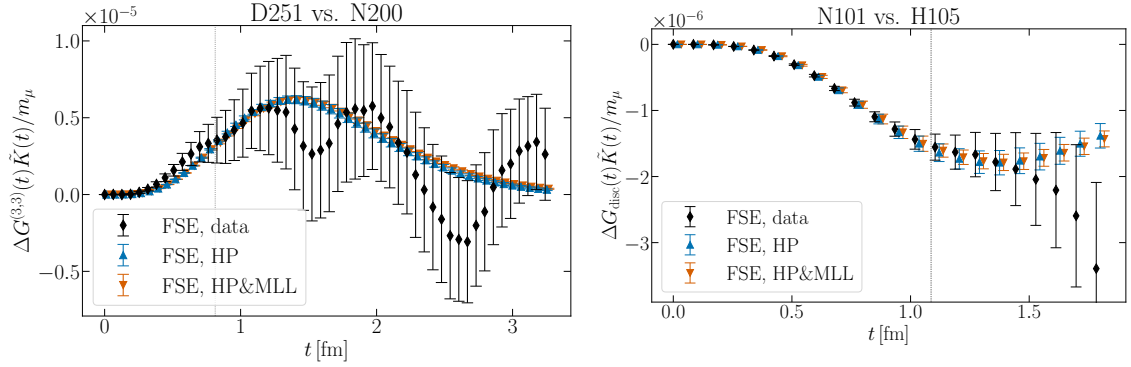 D251 vs. N200
×10⁻⁵
1.0
0.5
0.0
−0.5
ΔG⁽³,³⁾(t)K̃(t)/m_μ
FSE, data
FSE, HP
FSE, HP&MLL
0 1 2 3
t [fm]
N101 vs. H105
×10⁻⁶
0
−1
−2
−3
ΔG_disc(t)K̃(t)/m_μ
FSE, data
FSE, HP
FSE, HP&MLL
0.0 0.5 1.0 1.5
t [fm]